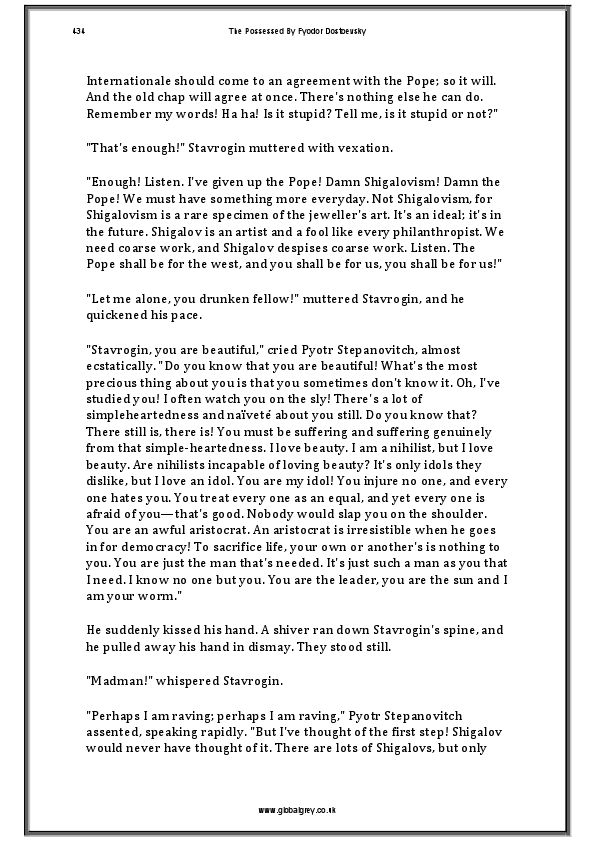 434 The Possessed By Fyodor Dostoevsky
Internationale should come to an agreement with the Pope; so it will.
And the old chap will agree at once. There's nothing else he can do.
Remember my words! Ha ha! Is it stupid? Tell me, is it stupid or not?"
"That's enough!" Stavrogin muttered with vexation.
"Enough! Listen. I've given up the Pope! Damn Shigalovism! Damn the
Pope! We must have something more everyday. Not Shigalovism, for
Shigalovism is a rare specimen of the jeweller's art. It's an ideal; it's in
the future. Shigalov is an artist and a fool like every philanthropist. We
need coarse work, and Shigalov despises coarse work. Listen. The
Pope shall be for the west, and you shall be for us, you shall be for us!"
"Let me alone, you drunken fellow!" muttered Stavrogin, and he
quickened his pace.
"Stavrogin, you are beautiful," cried Pyotr Stepanovitch, almost
ecstatically. "Do you know that you are beautiful! What's the most
precious thing about you is that you sometimes don't know it. Oh, I've
studied you! I often watch you on the sly! There's a lot of
simpleheartedness and naïveté about you still. Do you know that?
There still is, there is! You must be suffering and suffering genuinely
from that simple-heartedness. I love beauty. I am a nihilist, but I love
beauty. Are nihilists incapable of loving beauty? It's only idols they
dislike, but I love an idol. You are my idol! You injure no one, and every
one hates you. You treat every one as an equal, and yet every one is
afraid of you—that's good. Nobody would slap you on the shoulder.
You are an awful aristocrat. An aristocrat is irresistible when he goes
in for democracy! To sacrifice life, your own or another's is nothing to
you. You are just the man that's needed. It's just such a man as you that
I need. I know no one but you. You are the leader, you are the sun and I
am your worm."
He suddenly kissed his hand. A shiver ran down Stavrogin's spine, and
he pulled away his hand in dismay. They stood still.
"Madman!" whispered Stavrogin.
"Perhaps I am raving; perhaps I am raving," Pyotr Stepanovitch
assented, speaking rapidly. "But I've thought of the first step! Shigalov
would never have thought of it. There are lots of Shigalovs, but only
www.globalgrey.co.uk